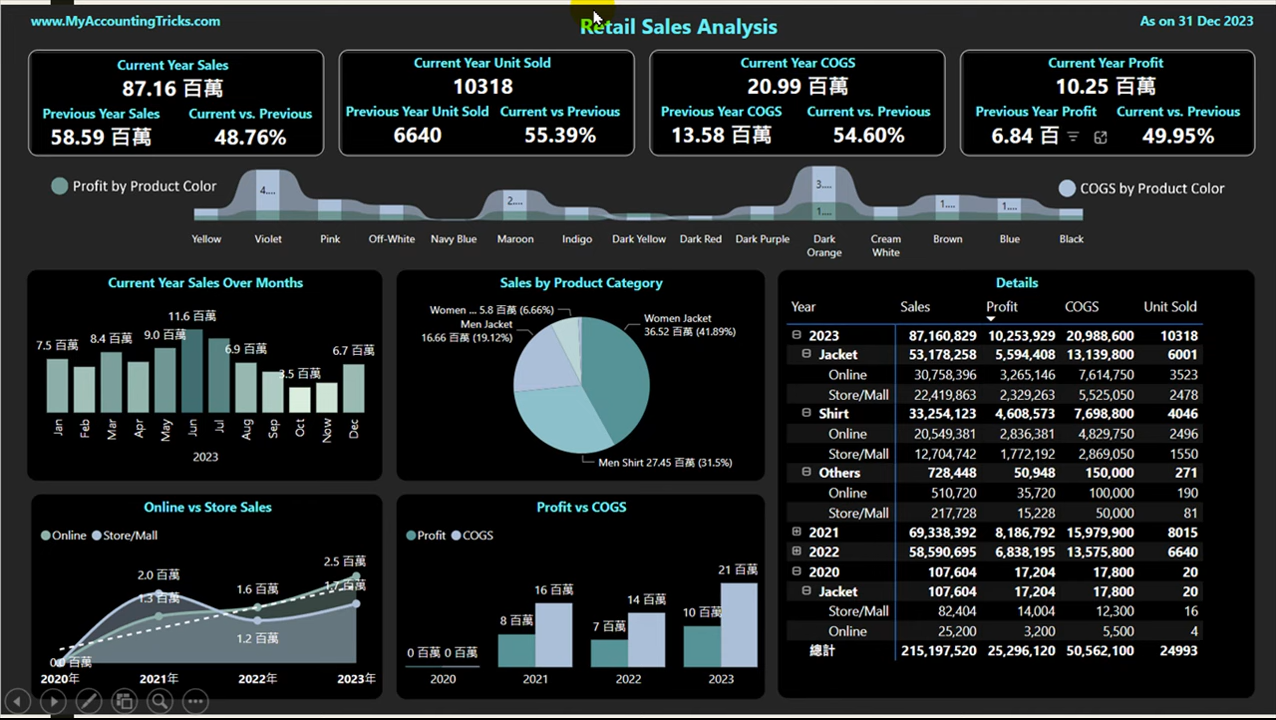 www.MyAccountingTricks.com
Retail Sales Analysis
As on 31 Dec 2023
Current Year Sales
87.16 百萬
Previous Year Sales
Current vs. Previous
58.59 百萬
48.76%
Current Year Unit Sold
10318
Previous Year Unit Sold
Current vs Previous
6640
55.39%
Current Year COGS
20.99 百萬
Previous Year COGS
Current vs. Previous
13.58 百萬
54.60%
Current Year Profit
10.25 百萬
Previous Year Profit
Current vs. Previous
6.84 百
49.95%
Profit by Product Color
COGS by Product Color
4....
2....
3....
1....
1....
1....
Yellow
Violet
Pink
Off-White
Navy Blue
Maroon
Indigo
Dark Yellow
Dark Red
Dark Purple
Dark
Orange
Cream
White
Brown
Blue
Black
Current Year Sales Over Months
7.5 百萬
8.4 百萬
9.0 百萬
11.6 百萬
6.9 百萬
3.5 百萬
6.7 百萬
Jan
Feb
Mar
Apr
May
Jun
Jul
Aug
Sep
Oct
Now
Dec
2023
Sales by Product Category
Women ... 5.8 百萬 (6.66%)
Men Jacket
16.66 百萬 (19.12%)
Women Jacket
36.52 百萬 (41.89%)
Men Shirt 27.45 百萬 (31.5%)
Details
Year Sales Profit COGS Unit Sold
2023 87,160,829 10,253,929 20,988,600 10318
Jacket 53,178,258 5,594,408 13,139,800 6001
Online 30,758,396 3,265,146 7,614,750 3523
Store/Mall 22,419,863 2,329,263 5,525,050 2478
Shirt 33,254,123 4,608,573 7,698,800 4046
Online 20,549,381 2,836,381 4,829,750 2496
Store/Mall 12,704,742 1,772,192 2,869,050 1550
Others 728,448 50,948 150,000 271
Online 510,720 35,720 100,000 190
Store/Mall 217,728 15,228 50,000 81
2021 69,338,392 8,186,792 15,979,900 8015
2022 58,590,695 6,838,195 13,575,800 6640
2020 107,604 17,204 17,800 20
Jacket 107,604 17,204 17,800 20
Store/Mall 82,404 14,004 12,300 16
Online 25,200 3,200 5,500 4
總計 215,197,520 25,296,120 50,562,100 24993
Online vs Store Sales
Online
Store/Mall
2.0 百萬
1.3 百萬
1.6 百萬
1.2 百萬
2.5 百萬
1.7 百萬
百萬
2020年
2021年
2022年
2023年
Profit vs COGS
Profit
COGS
0 百萬
0 百萬
8 百萬
16 百萬
7 百萬
14 百萬
10 百萬
21 百萬
2020
2021
2022
2023